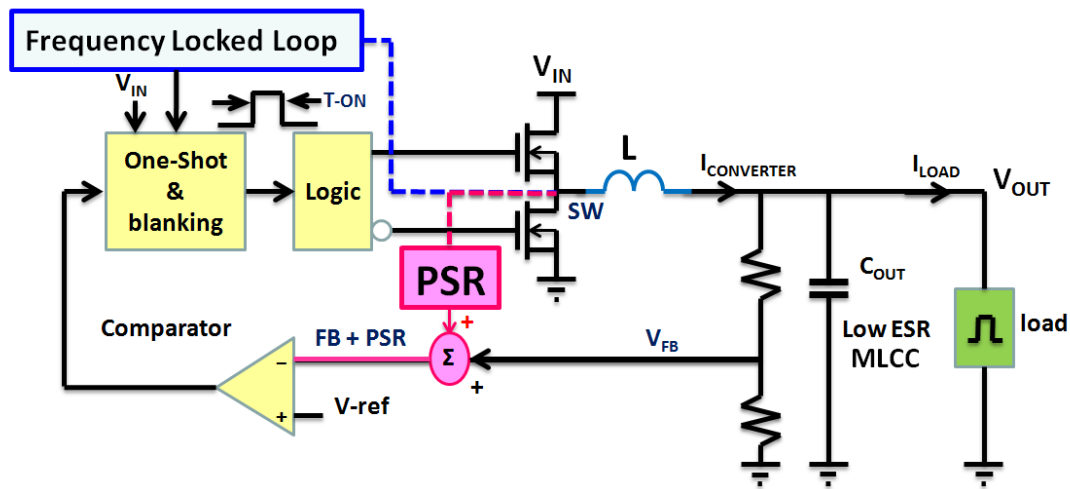 Frequency Locked Loop
VIN
T-ON
VIN
One-Shot
&
blanking
Logic
L
ICONVERTER
ILOAD
VOUT
SW
PSR
COUT
Low ESR
MLCC
load
Comparator
FB + PSR
+
Σ
+
VFB
−
+
V-ref